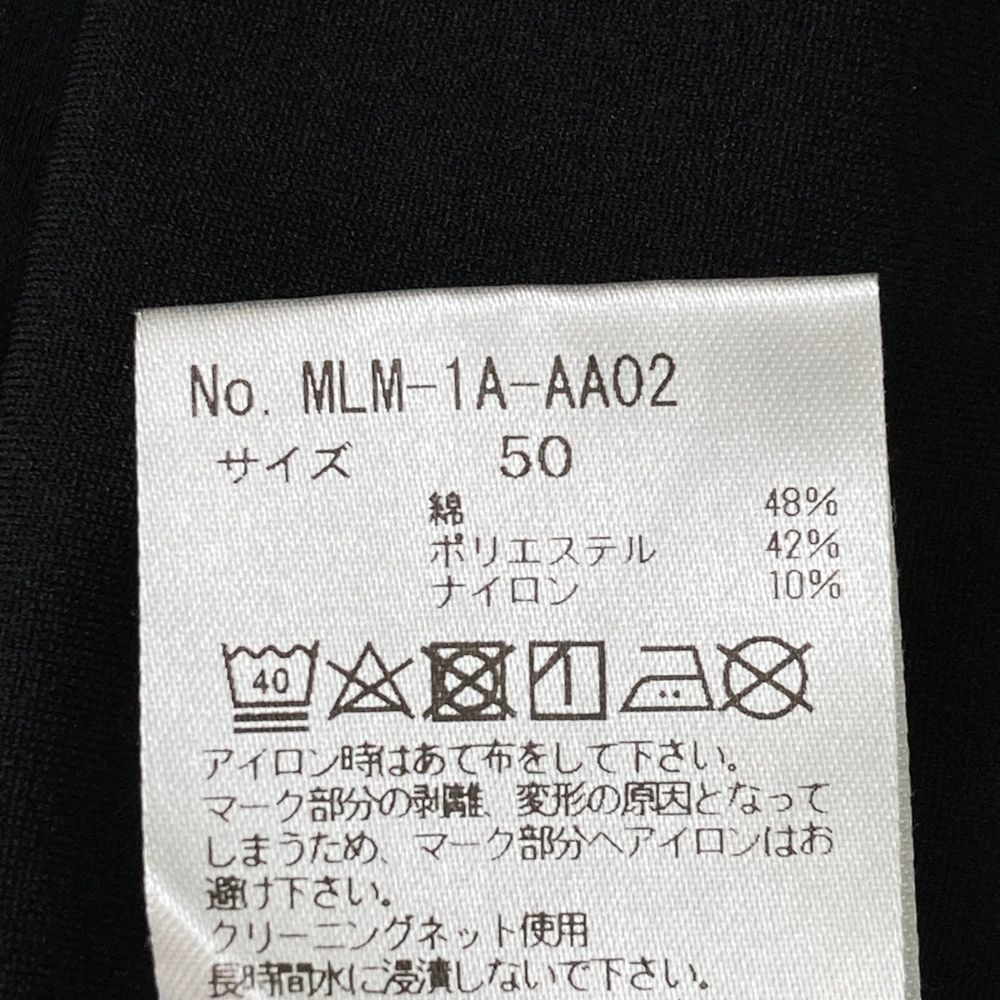 No. MLM-1A-AA02
サイズ 50
綿 48%
ポリエステル 42%
ナイロン 10%
40
アイロン時はあて布をして下さい。
マーク部分の剥離、変形の原因となって
しまうため、マーク部分へアイロンはお
避け下さい。
クリーニングネット使用
長時間水に浸漬しないで下さい。